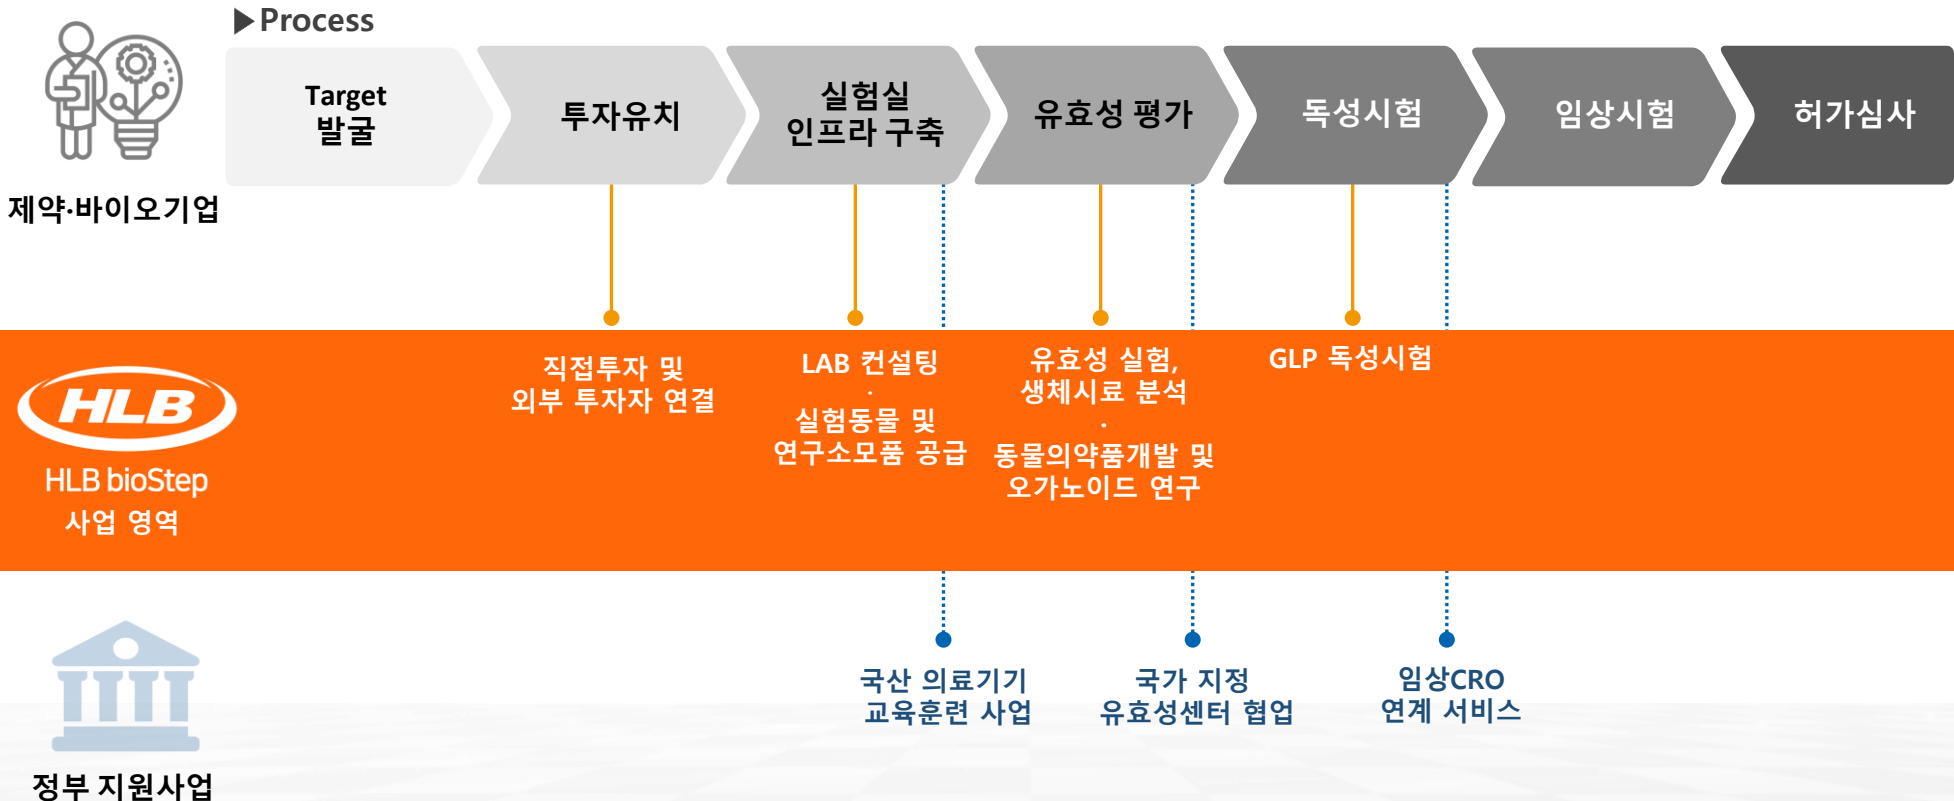 ▶Process
Target
발굴
투자유치
실험실
인프라 구축
유효성 평가
독성시험
임상시험
허가심사
제약·바이오기업
직접투자 및
외부 투자자 연결
LAB 컨설팅
·
실험동물 및
연구소모품 공급
유효성 실험,
생체시료 분석
·
동물의약품개발 및
오가노이드 연구
GLP 독성시험
HLB
HLB bioStep
사업 영역
국산 의료기기
교육훈련 사업
국가 지정
유효성센터 협업
임상CRO
연계 서비스
정부 지원사업